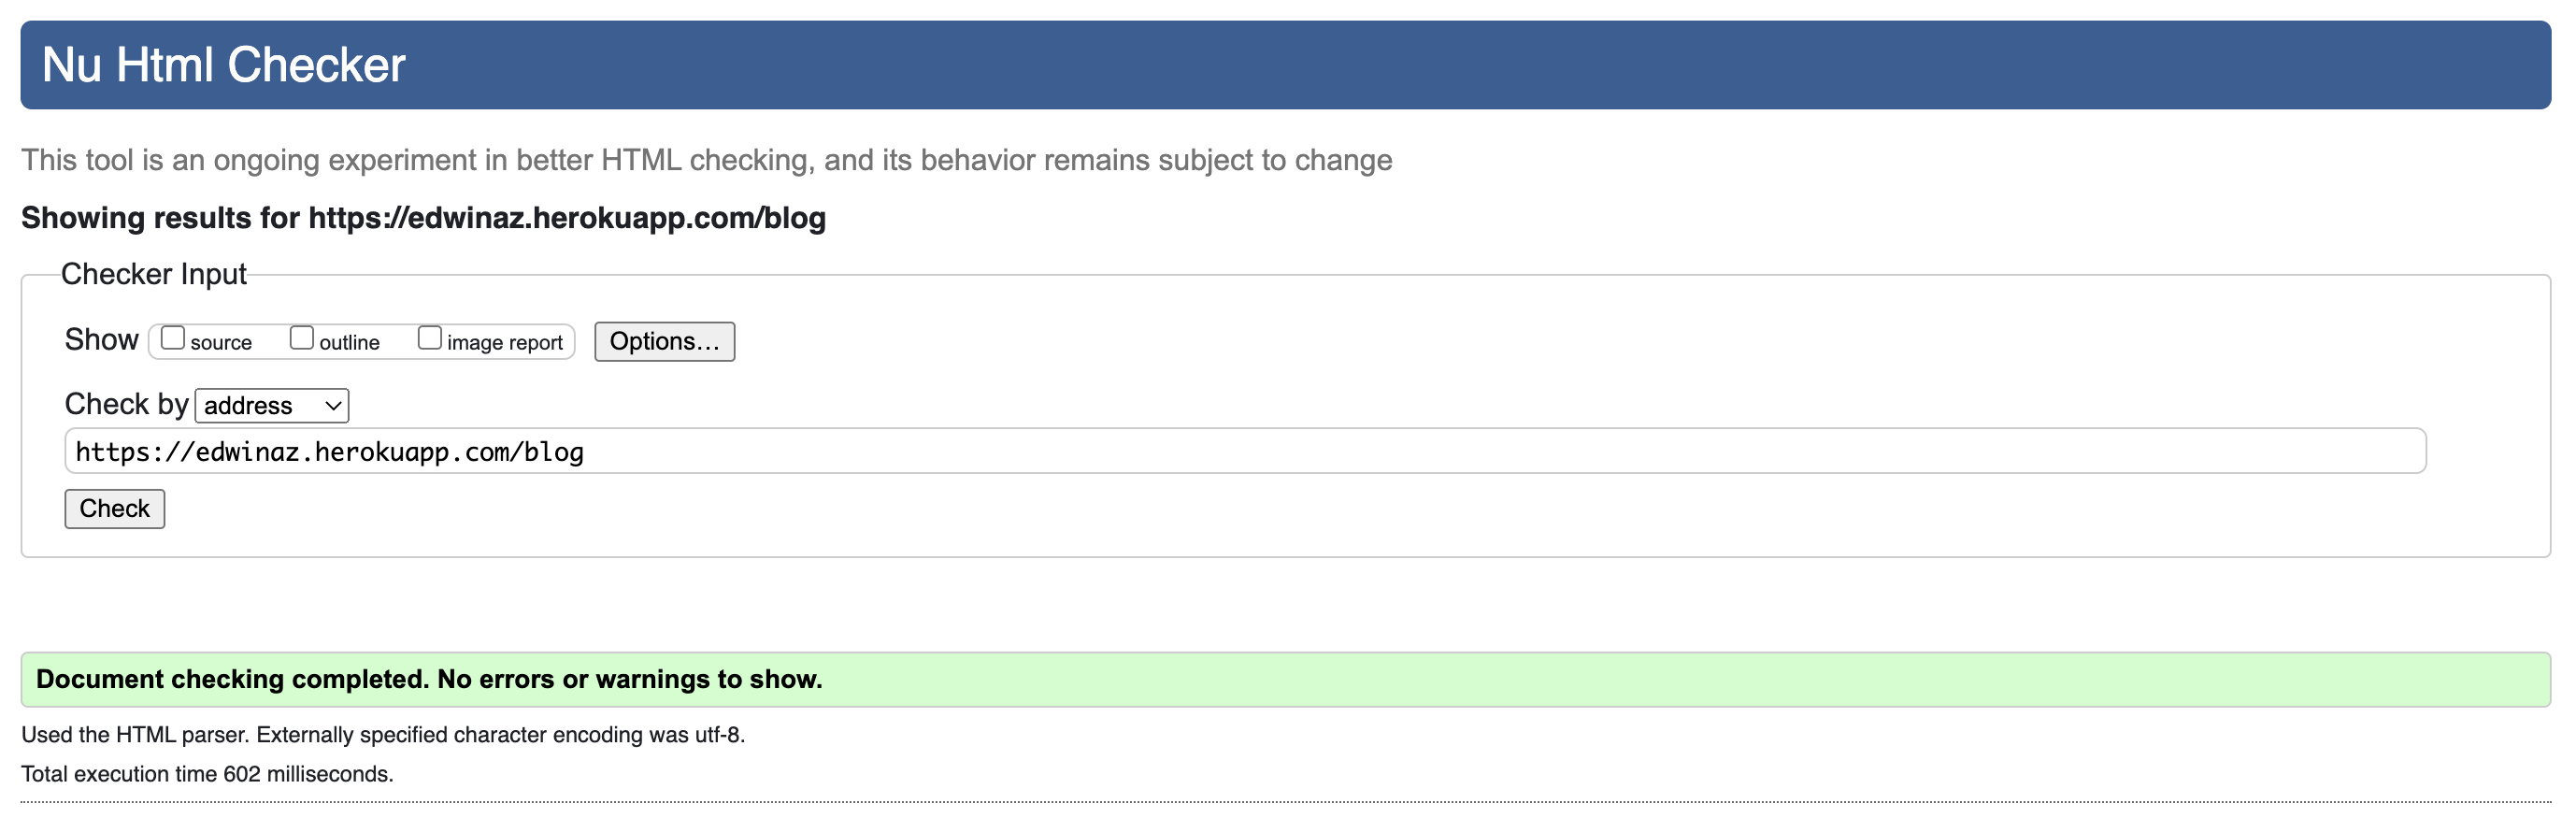 Nu Html Checker
This tool is an ongoing experiment in better HTML checking, and its behavior remains subject to change
Showing results for https://edwinaz.herokuapp.com/blog
Checker Input
Show source outline image report Options…
Check by address
https://edwinaz.herokuapp.com/blog
Check
Document checking completed. No errors or warnings to show.
Used the HTML parser. Externally specified character encoding was utf-8.
Total execution time 602 milliseconds.